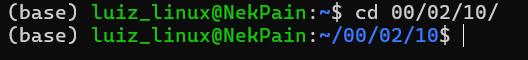 (base) luiz_linux@NekPain:~$ cd 00/02/10/
(base) luiz_linux@NekPain:~/00/02/10$